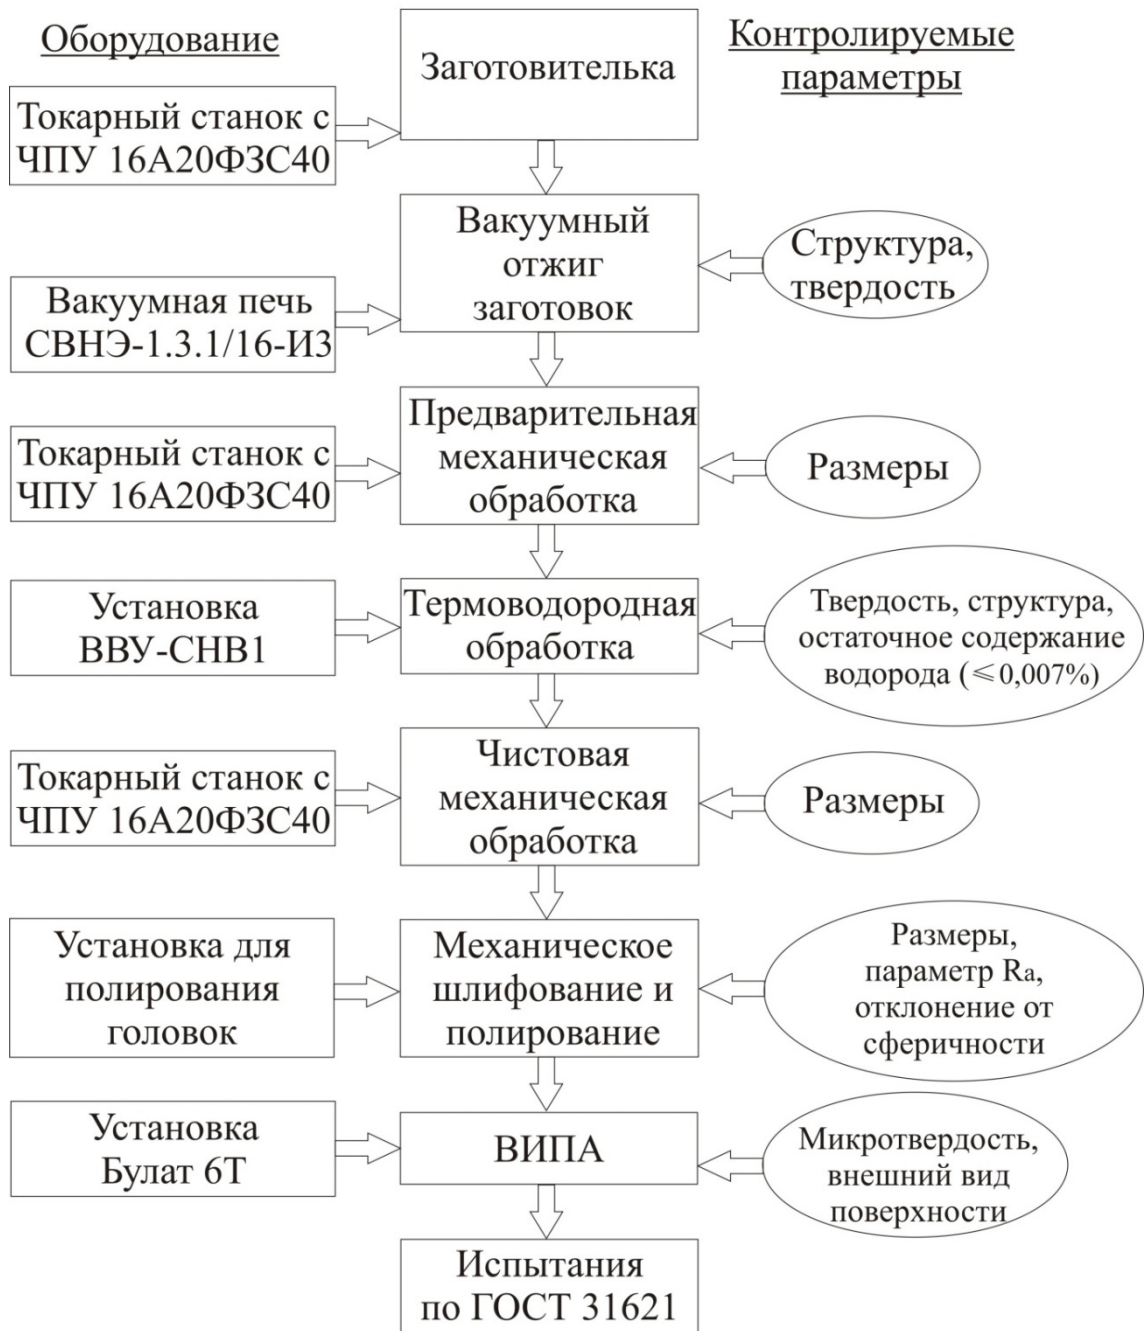 Оборудование
Заготовителька
Контролируемые
параметры
Токарный станок с
ЧПУ 16А20ФЗС40
Вакуумный
отжиг
заготовок
Структура,
твердость
Вакуумная печь
СВНЭ-1.3.1/16-И3
Предварительная
механическая
обработка
Токарный станок с
ЧПУ 16А20ФЗС40
Размеры
Термоводородная
обработка
Установка
ВВУ-СНВ1
Твердость, структура,
остаточное содержание
водорода (⩽0,007%)
Чистовая
механическая
обработка
Токарный станок с
ЧПУ 16А20ФЗС40
Размеры
Механическое
шлифование и
полирование
Установка для
полирования
головок
Размеры,
параметр Ra,
отклонение от
сферичности
ВИПА
Установка
Булат 6Т
Микротвердость,
внешний вид
поверхности
Испытания
по ГОСТ 31621